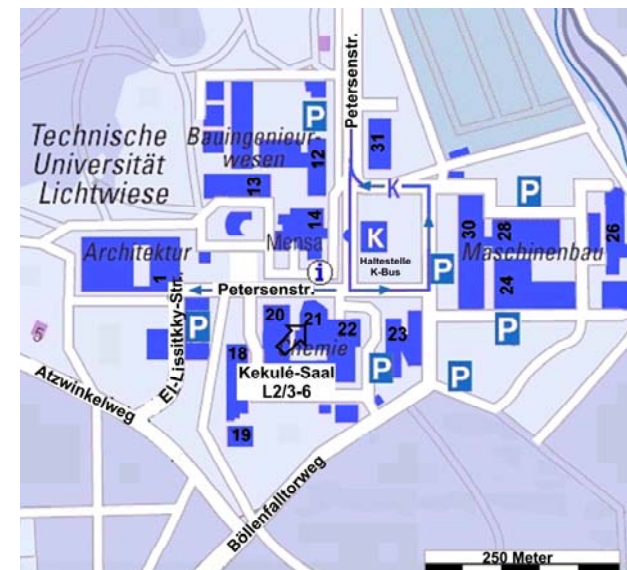 Petersenstr.
P
31
Technische
Universität
Lichtwiese
Bauingenieur-
wesen
12
13
K
P
14
Mensa
K
Haltestelle
K-Bus
30
28
26
Maschinenbau
24
P
Architektur
1
i
Petersenstr.
P
El-Lissitkky-Str.
20
21
22
23
Chemie
P
P
P
18
Kekulé-Saal
L2/3-6
19
5
Atzwinkelweg
Böllenfalltorweg
250 Meter